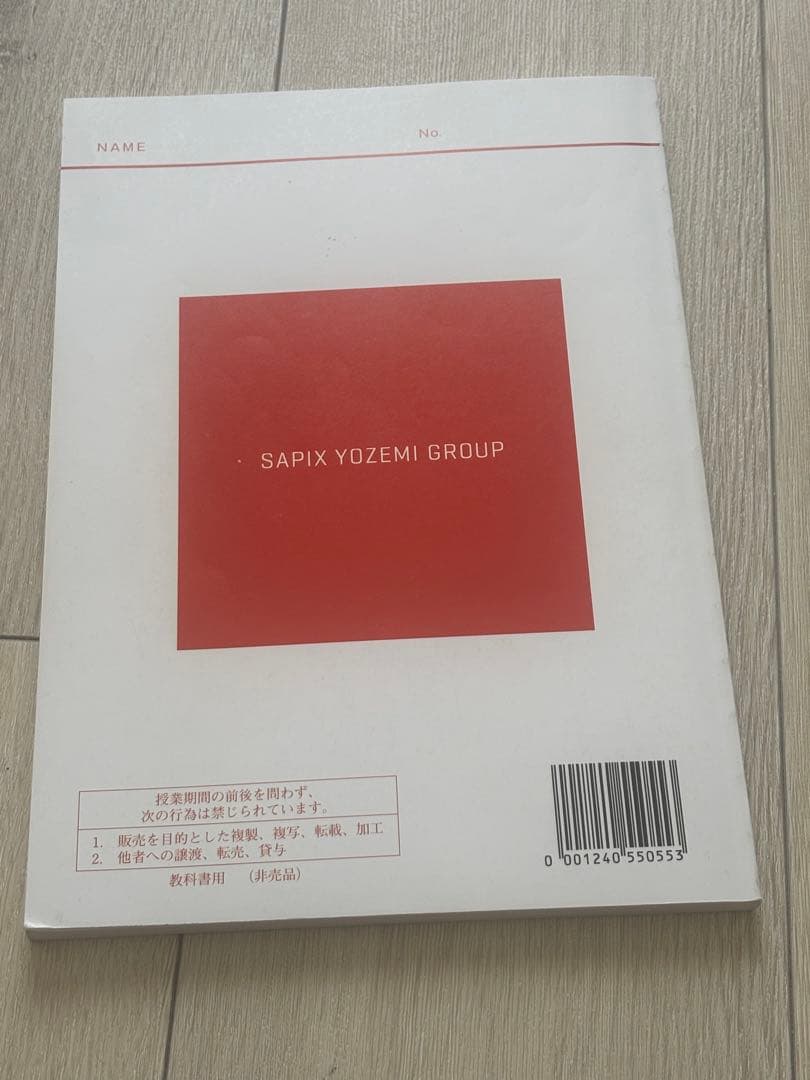 NAME
No.
SAPIX YOZEMI GROUP
授業期間の前後を問わず、
次の行為は禁じられています。
1. 販売を目的とした複製、複写、転載、加工
2. 他者への譲渡、転売、貸与
教科書用 （非売品）
0 001240 550553